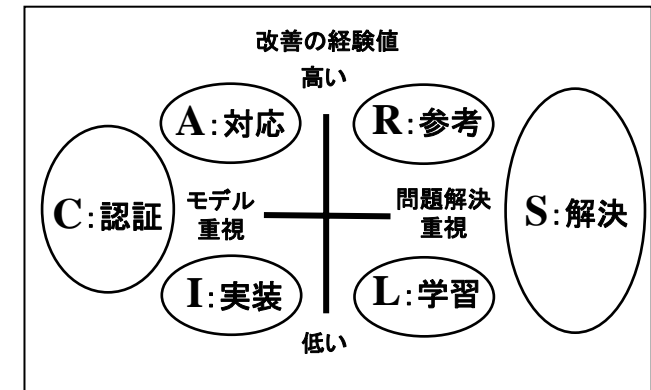 改善の経験値
高い
A:対応
R:参考
C:認証
モデル
重視
問題解決
重視
S:解決
I:実装
L:学習
低い